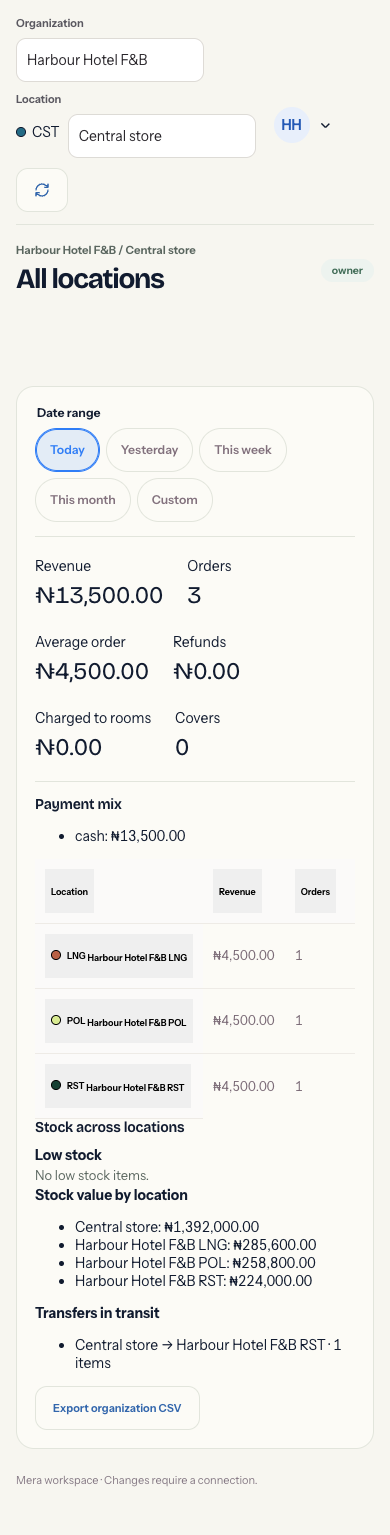 Organization
Harbour Hotel F&B
Location
CST Central store
HH
Harbour Hotel F&B / Central store
All locations
owner
Date range
Today Yesterday This week
This month Custom
Revenue Orders
₦13,500.00 3
Average order Refunds
₦4,500.00 ₦0.00
Charged to rooms Covers
₦0.00 0
Payment mix
• cash: ₦13,500.00
Location Revenue Orders
LNG Harbour Hotel F&B LNG ₦4,500.00 1
POL Harbour Hotel F&B POL ₦4,500.00 1
RST Harbour Hotel F&B RST ₦4,500.00 1
Stock across locations
Low stock
No low stock items.
Stock value by location
• Central store: ₦1,392,000.00
• Harbour Hotel F&B LNG: ₦285,600.00
• Harbour Hotel F&B POL: ₦258,800.00
• Harbour Hotel F&B RST: ₦224,000.00
Transfers in transit
• Central store → Harbour Hotel F&B RST · 1
items
Export organization CSV
Mera workspace · Changes require a connection.